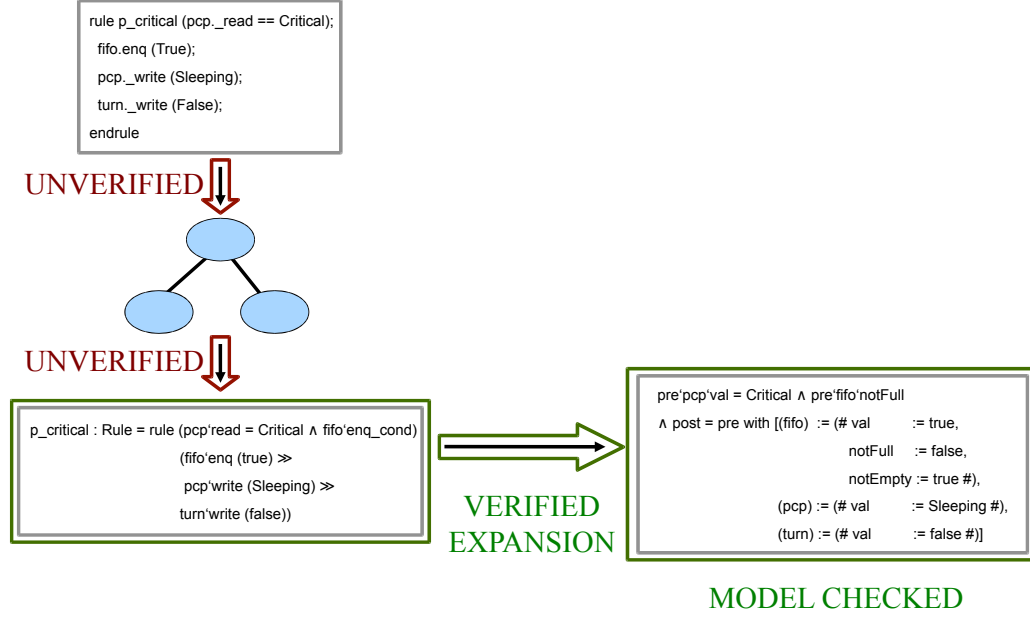 rule p_critical (pcp._read == Critical);
fifo.enq (True);
pcp._write (Sleeping);
turn._write (False);
endrule
UNVERIFIED
UNVERIFIED
p_critical : Rule = rule (pcp‘read = Critical ∧ fifo‘enq_cond)
(fifo‘enq (true) ≫
pcp‘write (Sleeping) ≫
turn‘write (false))
VERIFIED
EXPANSION
pre‘pcp‘val = Critical ∧ pre‘fifo‘notFull
∧ post = pre with [(fifo) := (# val := true,
notFull := false,
notEmpty := true #),
(pcp) := (# val := Sleeping #),
(turn) := (# val := false #)]
MODEL CHECKED